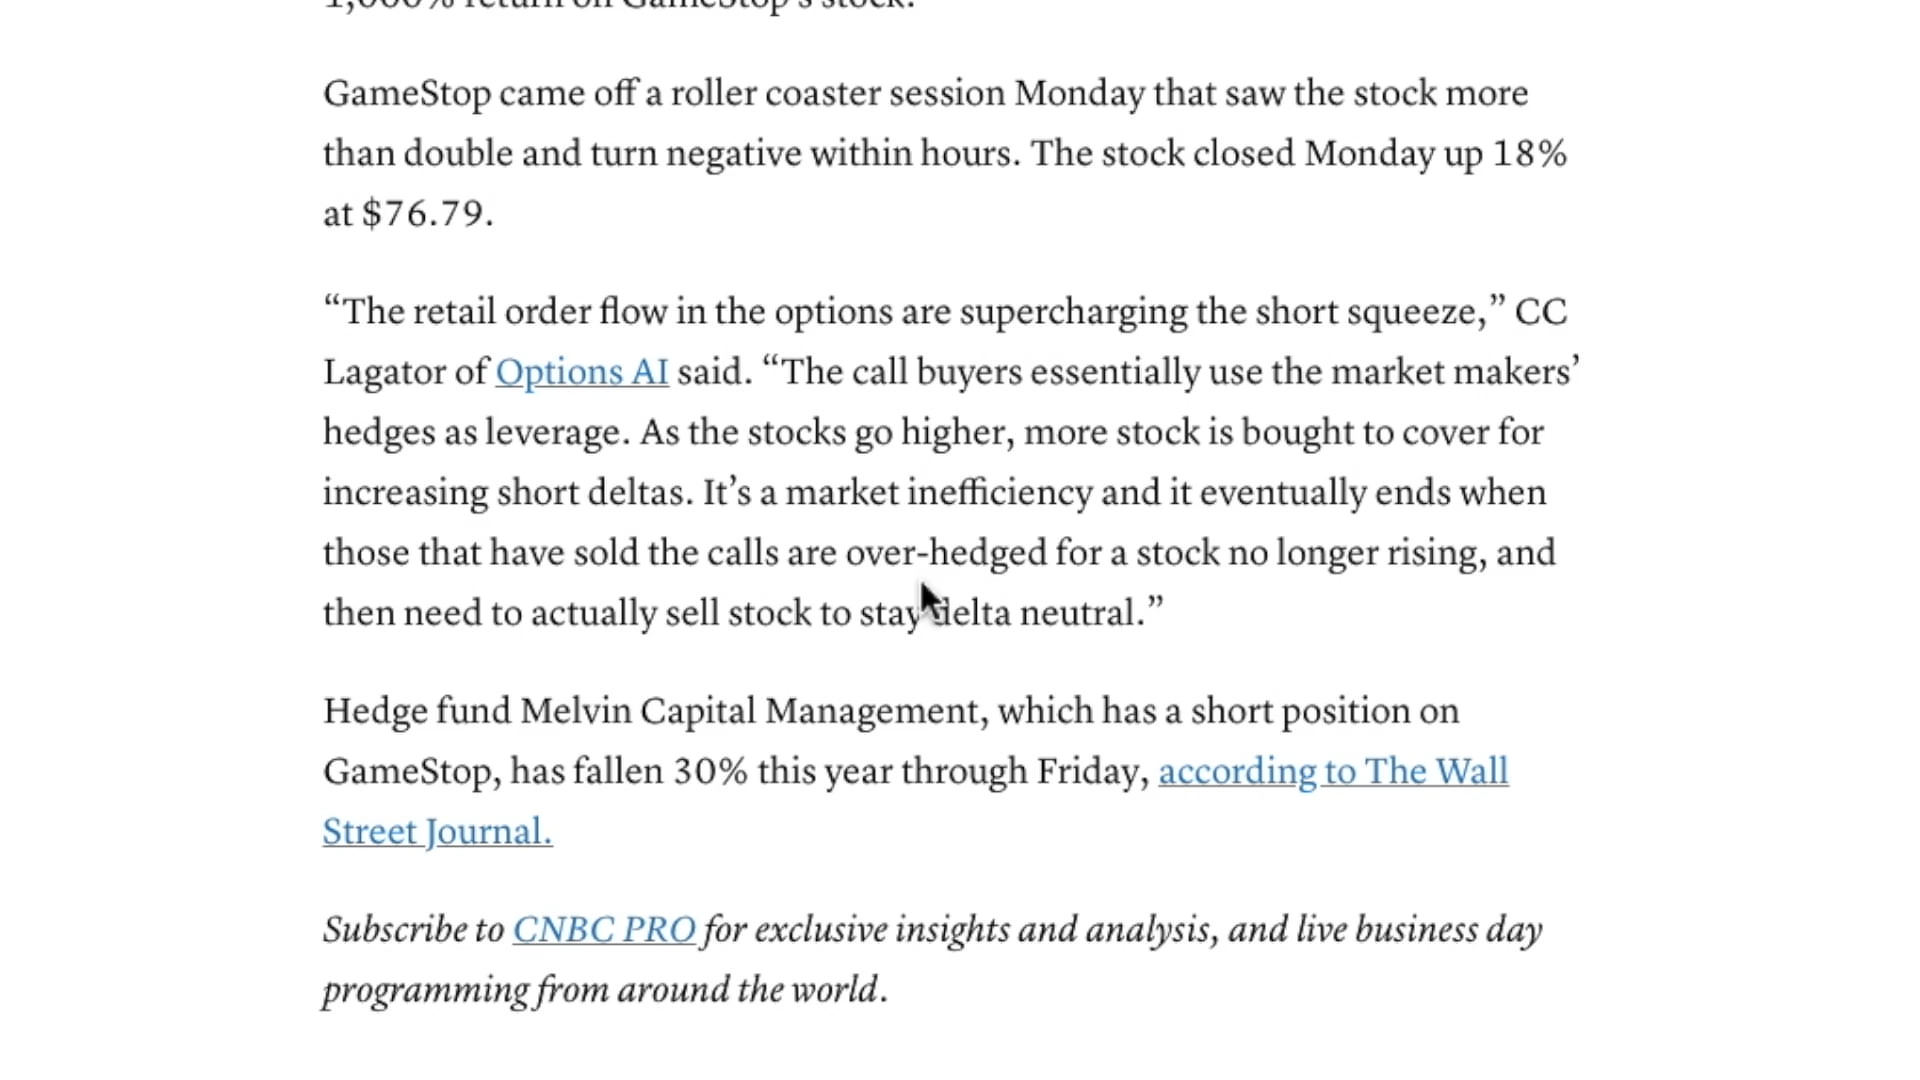 1,000% return on GameStop's stock.
GameStop came off a roller coaster session Monday that saw the stock more
than double and turn negative within hours. The stock closed Monday up 18%
at $76.79.
“The retail order flow in the options are supercharging the short squeeze,” CC
Lagator of Options AI said. “The call buyers essentially use the market makers’
hedges as leverage. As the stocks go higher, more stock is bought to cover for
increasing short deltas. It’s a market inefficiency and it eventually ends when
those that have sold the calls are over-hedged for a stock no longer rising, and
then need to actually sell stock to stay delta neutral.”
Hedge fund Melvin Capital Management, which has a short position on
GameStop, has fallen 30% this year through Friday, according to The Wall
Street Journal.
Subscribe to CNBC PRO for exclusive insights and analysis, and live business day
programming from around the world.